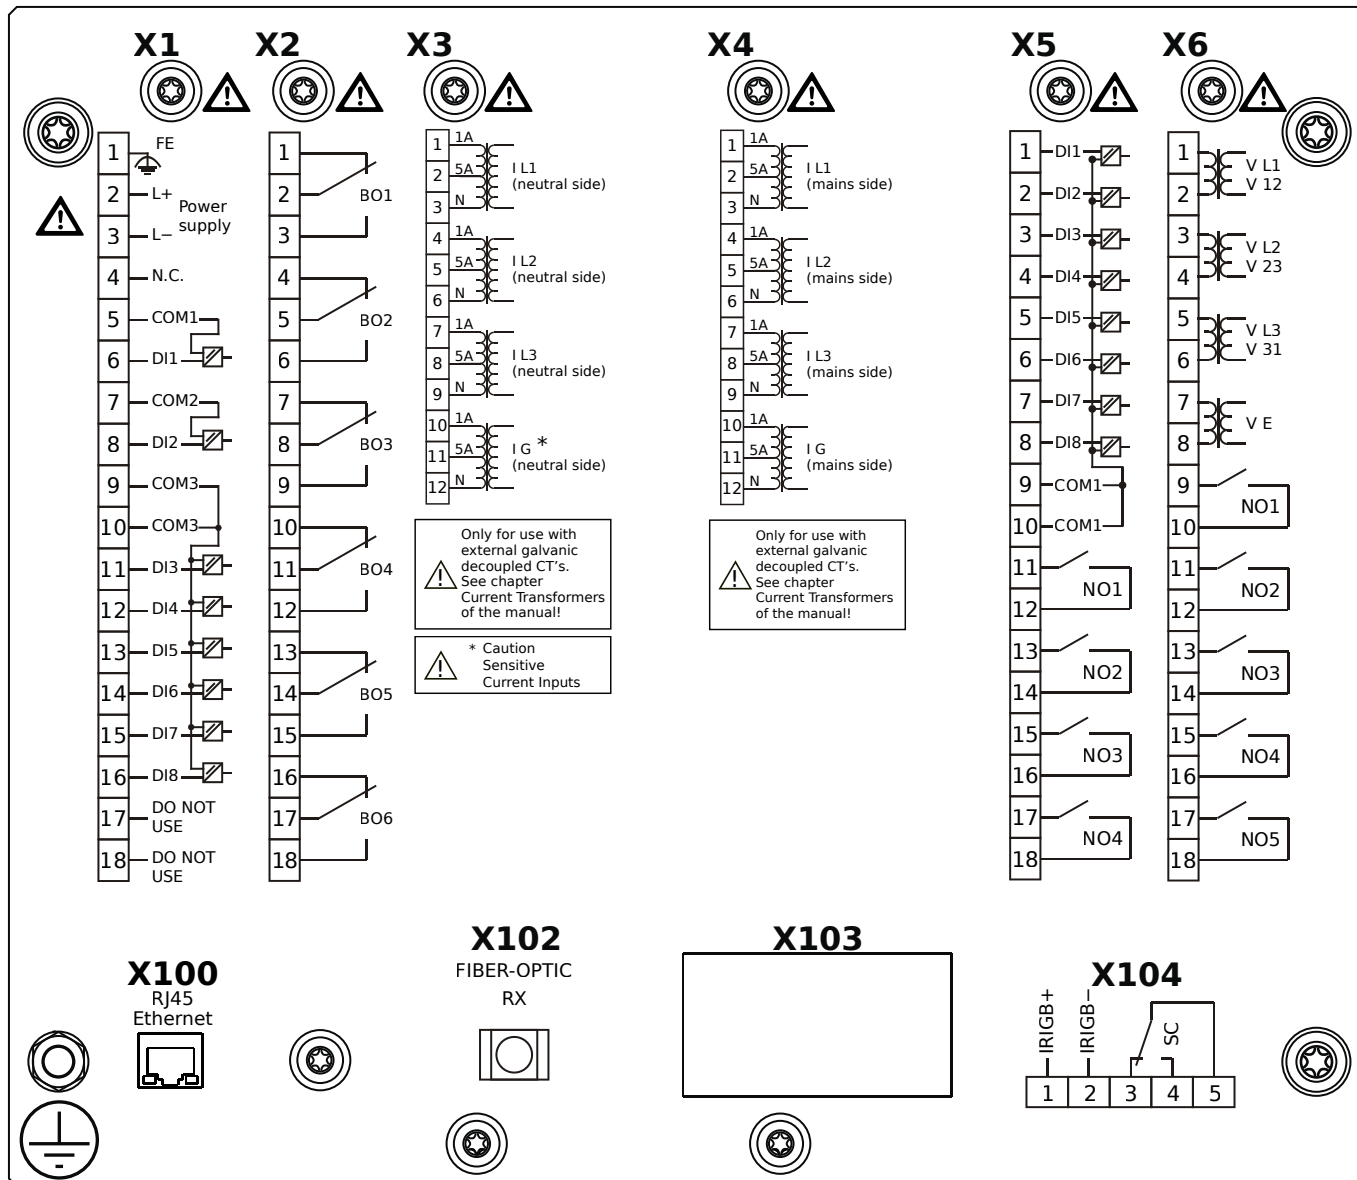 X1
1 FE
2 L+ Power
supply
3 L−
4 N.C.
5 COM1
6 DI1
7 COM2
8 DI2
9 COM3
10 COM3
11 DI3
12 DI4
13 DI5
14 DI6
15 DI7
16 DI8
17 DO NOT
USE
18 DO NOT
USE
X2
1
2 BO1
3
4
5 BO2
6
7
8 BO3
9
10
11 BO4
12
13
14 BO5
15
16
17 BO6
18
X3
1 1A
2 5A I L1
(neutral side)
3 N
4 1A
5 5A I L2
(neutral side)
6 N
7 1A
8 5A I L3
(neutral side)
9 N
10 1A
11 5A I G *
(neutral side)
12 N
Only for use with
external galvanic
decoupled CT's.
See chapter
Current Transformers
of the manual!
* Caution
Sensitive
Current Inputs
X4
1 1A
2 5A I L1
(mains side)
3 N
4 1A
5 5A I L2
(mains side)
6 N
7 1A
8 5A I L3
(mains side)
9 N
10 1A
11 5A I G
(mains side)
12 N
Only for use with
external galvanic
decoupled CT's.
See chapter
Current Transformers
of the manual!
X5
1 DI1
2 DI2
3 DI3
4 DI4
5 DI5
6 DI6
7 DI7
8 DI8
9 COM1
10 COM1
11
NO1
12
13
NO2
14
15
NO3
16
17
NO4
18
X6
1 V L1
2 V 12
3 V L2
4 V 23
5 V L3
6 V 31
7
V E
8
9
NO1
10
11
NO2
12
13
NO3
14
15
NO4
16
17
NO5
18
X100
RJ45
Ethernet
X102
FIBER-OPTIC
RX
X103
X104
IRIGB+
IRIGB−
SC
1 2 3 4 5